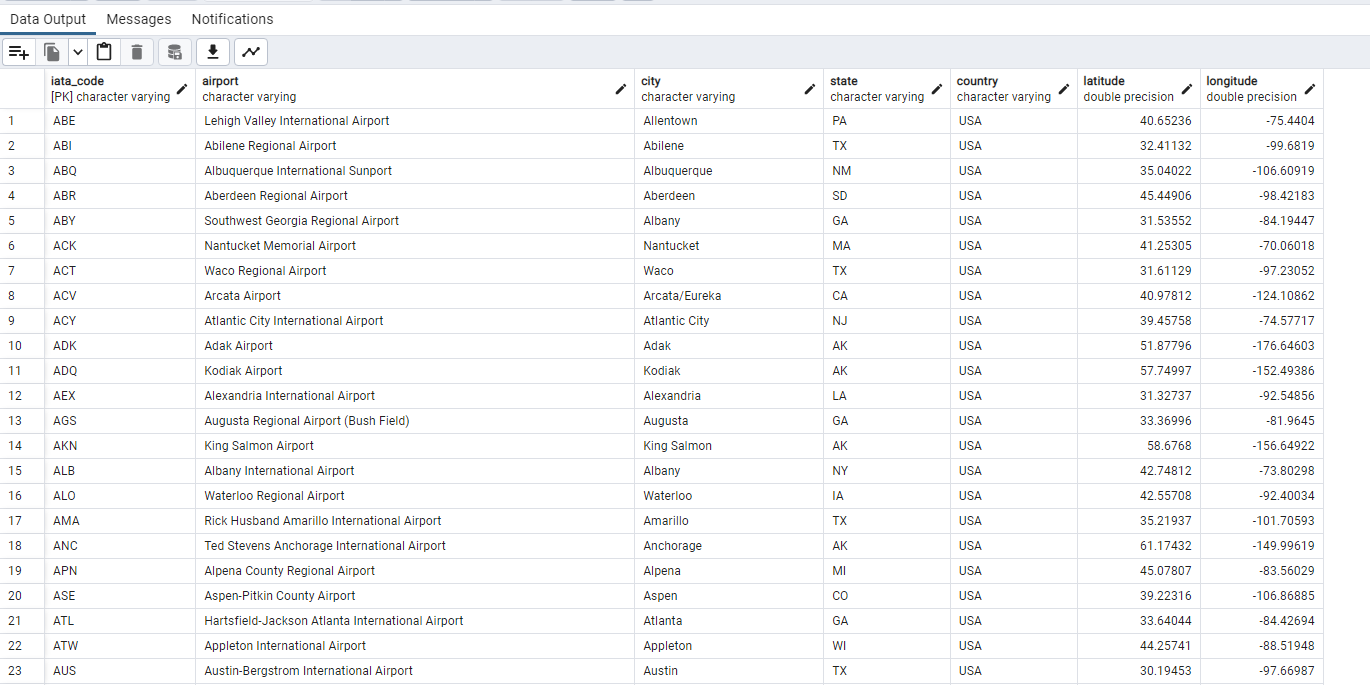 Data Output Messages Notifications
iata_code airport city state country latitude longitude
[PK] character varying character varying character varying character varying character varying double precision double precision
1 ABE Lehigh Valley International Airport Allentown PA USA 40.65236 -75.4404
2 ABI Abilene Regional Airport Abilene TX USA 32.41132 -99.6819
3 ABQ Albuquerque International Sunport Albuquerque NM USA 35.04022 -106.60919
4 ABR Aberdeen Regional Airport Aberdeen SD USA 45.44906 -98.42183
5 ABY Southwest Georgia Regional Airport Albany GA USA 31.53552 -84.19447
6 ACK Nantucket Memorial Airport Nantucket MA USA 41.25305 -70.06018
7 ACT Waco Regional Airport Waco TX USA 31.61129 -97.23052
8 ACV Arcata Airport Arcata/Eureka CA USA 40.97812 -124.10862
9 ACY Atlantic City International Airport Atlantic City NJ USA 39.45758 -74.57717
10 ADK Adak Airport Adak AK USA 51.87796 -176.64603
11 ADQ Kodiak Airport Kodiak AK USA 57.74997 -152.49386
12 AEX Alexandria International Airport Alexandria LA USA 31.32737 -92.54856
13 AGS Augusta Regional Airport (Bush Field) Augusta GA USA 33.36996 -81.9645
14 AKN King Salmon Airport King Salmon AK USA 58.6768 -156.64922
15 ALB Albany International Airport Albany NY USA 42.74812 -73.80298
16 ALO Waterloo Regional Airport Waterloo IA USA 42.55708 -92.40034
17 AMA Rick Husband Amarillo International Airport Amarillo TX USA 35.21937 -101.70593
18 ANC Ted Stevens Anchorage International Airport Anchorage AK USA 61.17432 -149.99619
19 APN Alpena County Regional Airport Alpena MI USA 45.07807 -83.56029
20 ASE Aspen-Pitkin County Airport Aspen CO USA 39.22316 -106.86885
21 ATL Hartsfield-Jackson Atlanta International Airport Atlanta GA USA 33.64044 -84.42694
22 ATW Appleton International Airport Appleton WI USA 44.25741 -88.51948
23 AUS Austin-Bergstrom International Airport Austin TX USA 30.19453 -97.66987